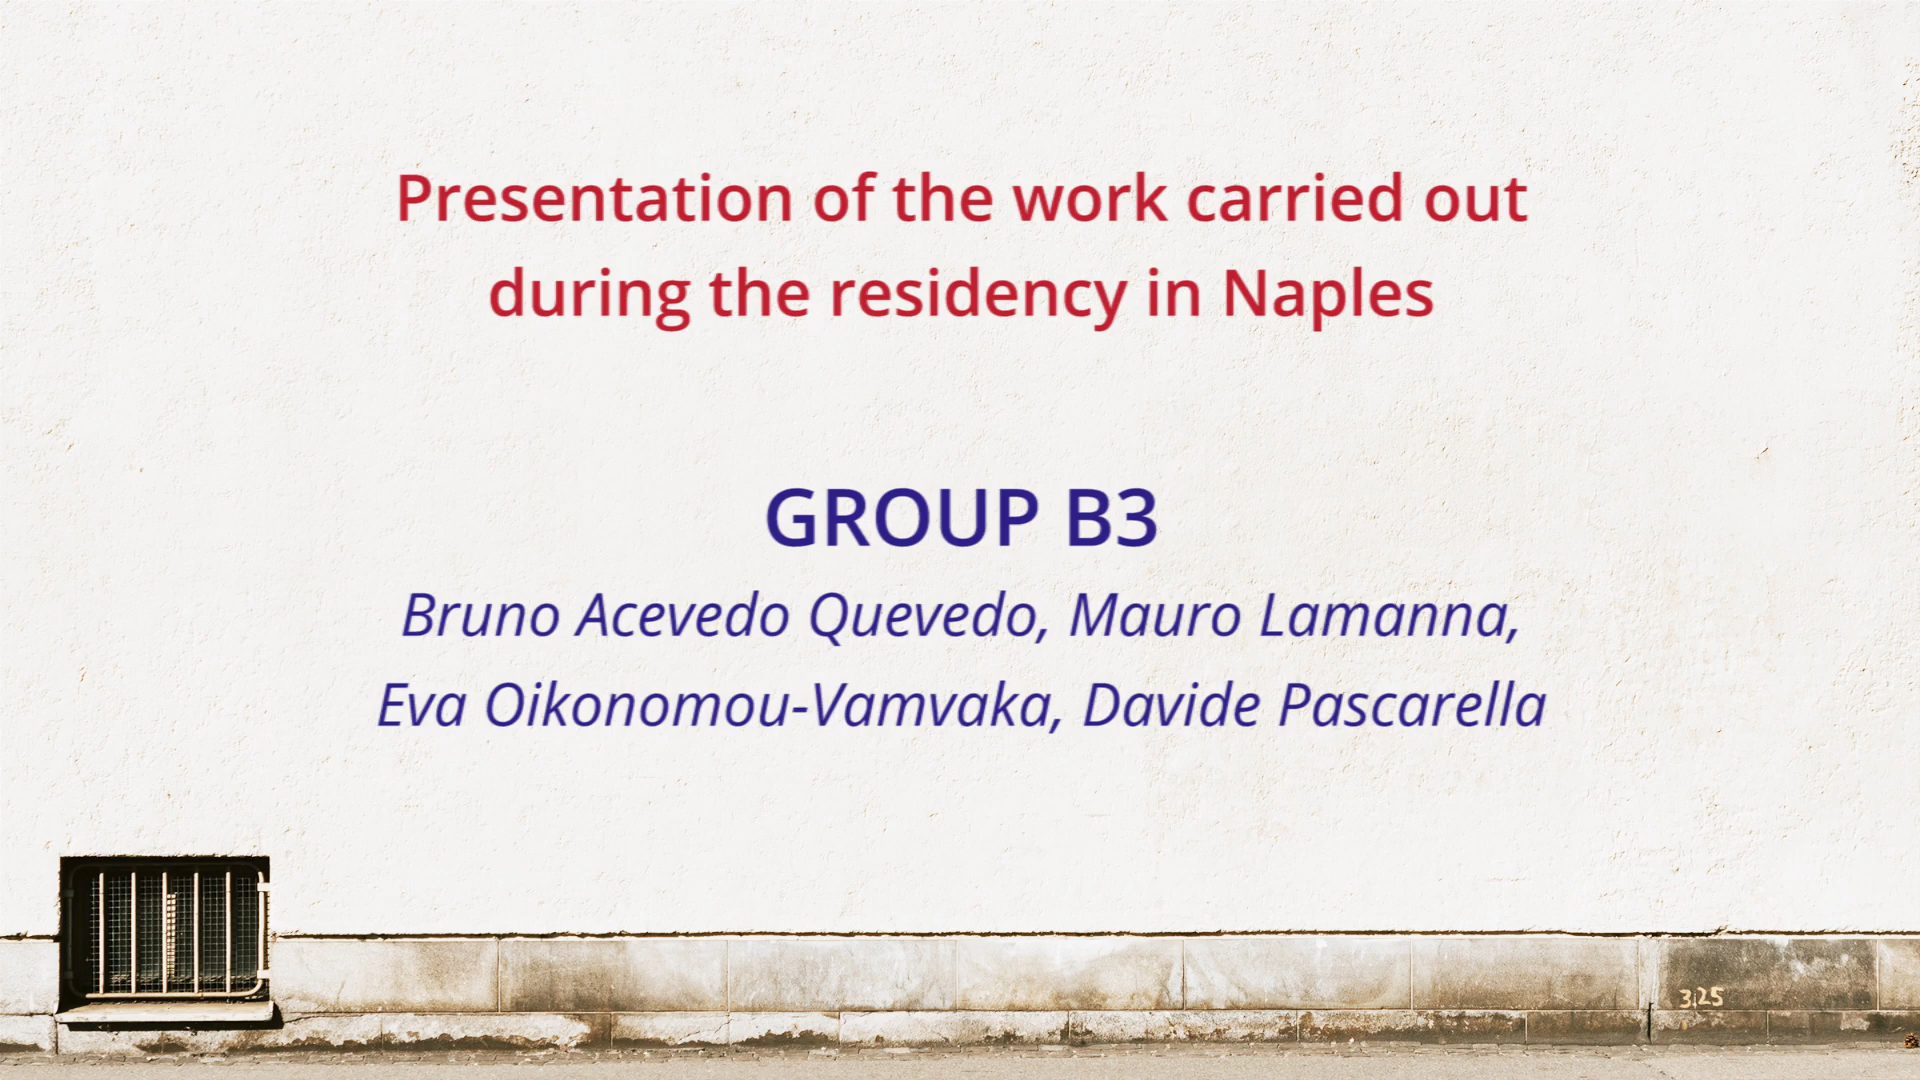 Presentation of the work carried out
during the residency in Naples
GROUP B3
Bruno Acevedo Quevedo, Mauro Lamanna,
Eva Oikonomou-Vamvaka, Davide Pascarella
3.25